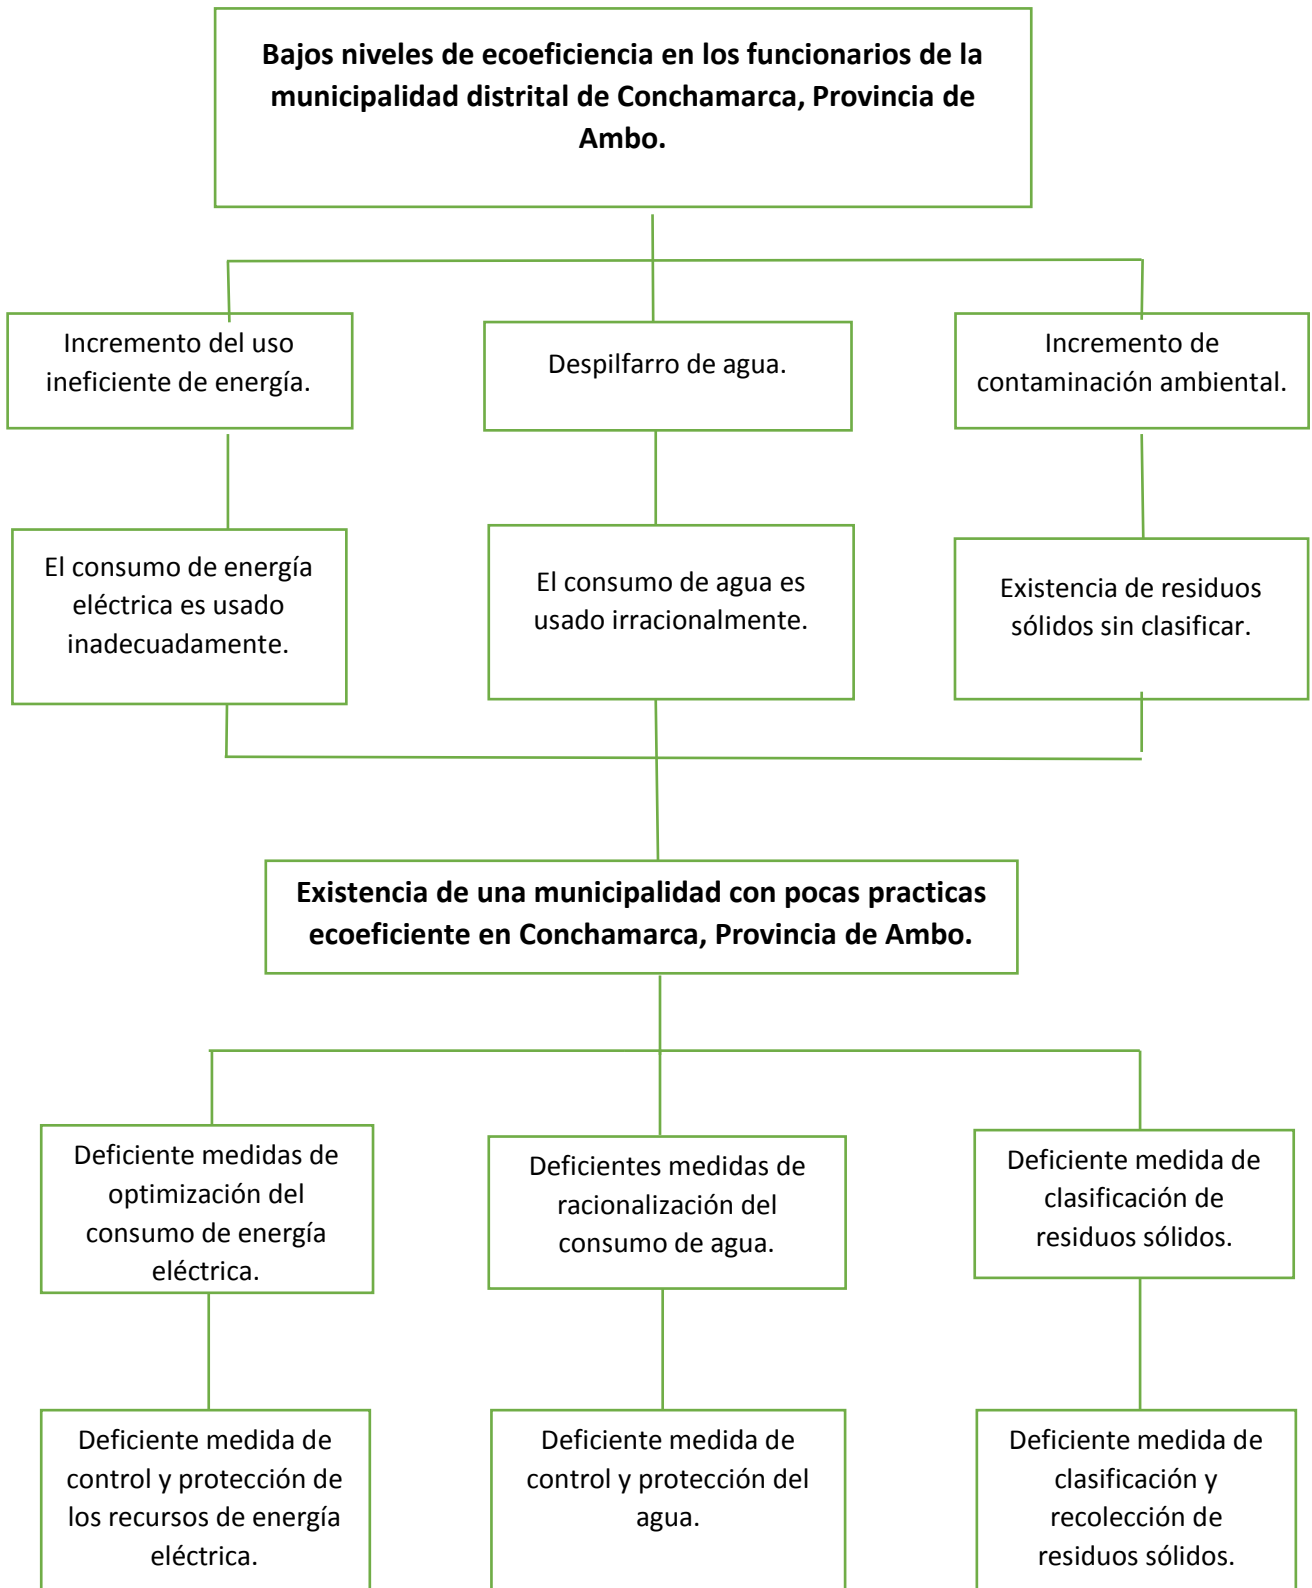 Bajos niveles de ecoeficiencia en los funcionarios de la
municipalidad distrital de Conchamarca, Provincia de
Ambo.
Incremento del uso
ineficiente de energía.
Despilfarro de agua.
Incremento de
contaminación ambiental.
El consumo de energía
eléctrica es usado
inadecuadamente.
El consumo de agua es
usado irracionalmente.
Existencia de residuos
sólidos sin clasificar.
Existencia de una municipalidad con pocas practicas
ecoeficiente en Conchamarca, Provincia de Ambo.
Deficiente medidas de
optimización del
consumo de energía
eléctrica.
Deficientes medidas de
racionalización del
consumo de agua.
Deficiente medida de
clasificación de
residuos sólidos.
Deficiente medida de
control y protección de
los recursos de energía
eléctrica.
Deficiente medida de
control y protección del
agua.
Deficiente medida de
clasificación y
recolección de
residuos sólidos.